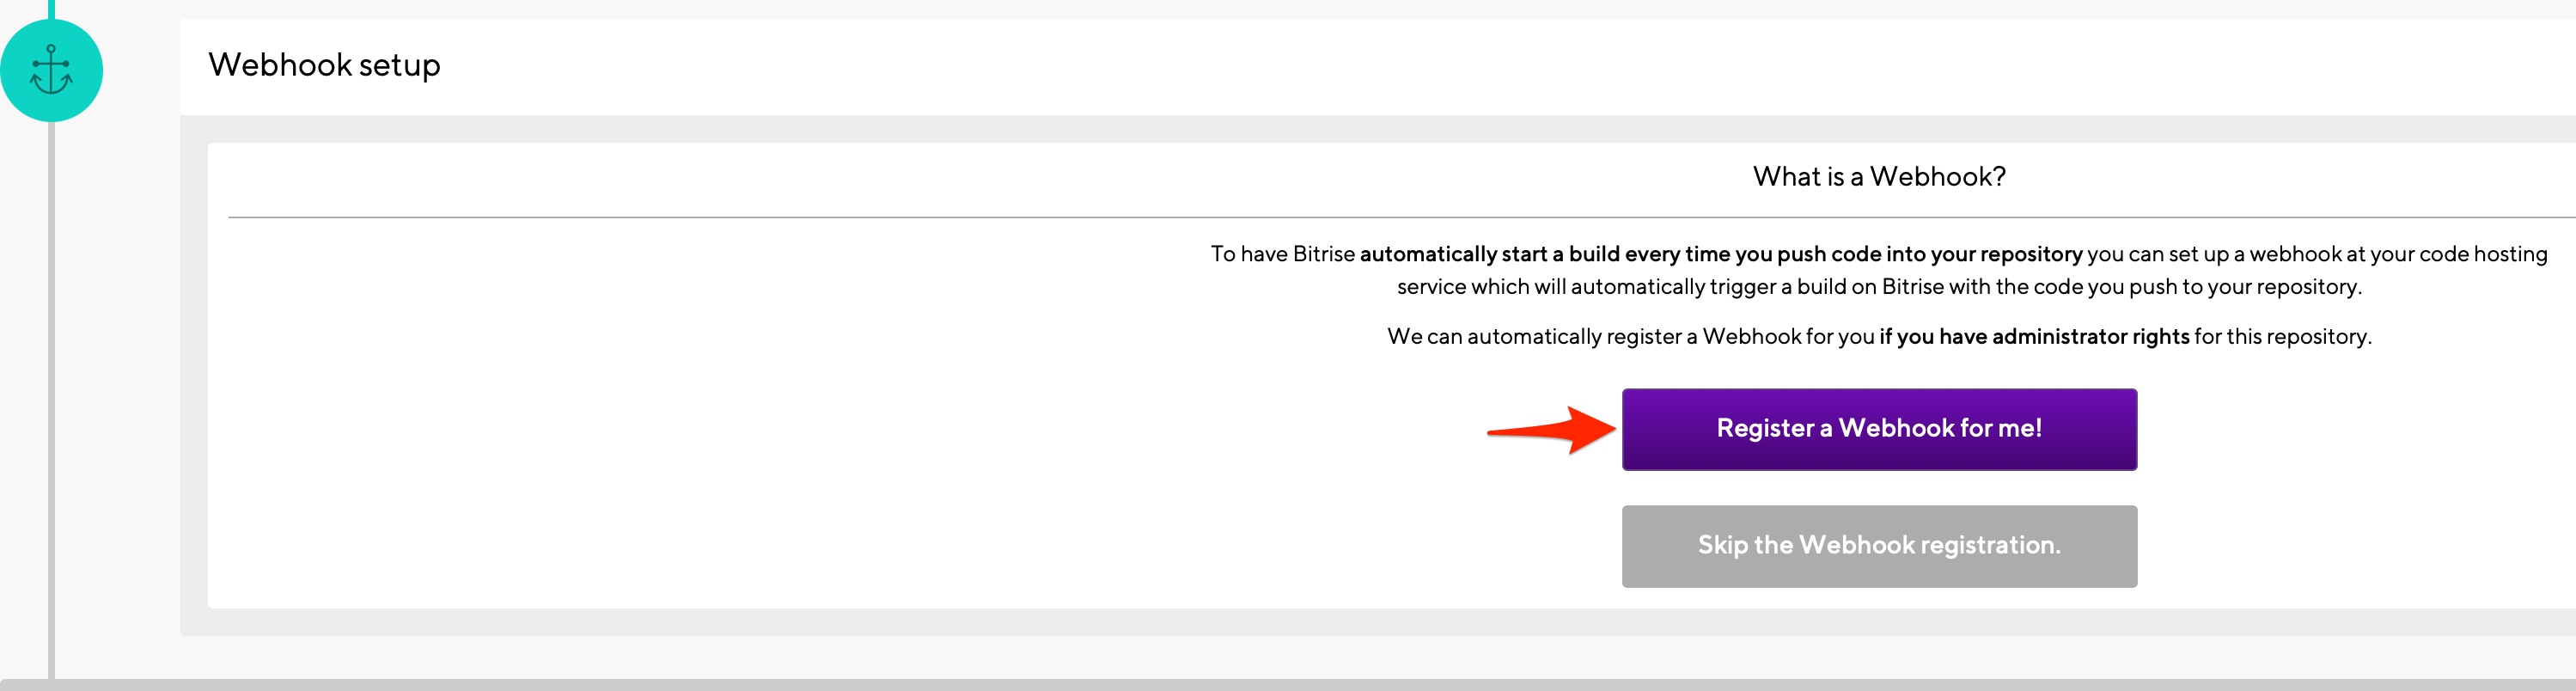 Webhook setup
What is a Webhook?
To have Bitrise automatically start a build every time you push code into your repository you can set up a webhook at your code hosting
service which will automatically trigger a build on Bitrise with the code you push to your repository.
We can automatically register a Webhook for you if you have administrator rights for this repository.
Register a Webhook for me!
Skip the Webhook registration.